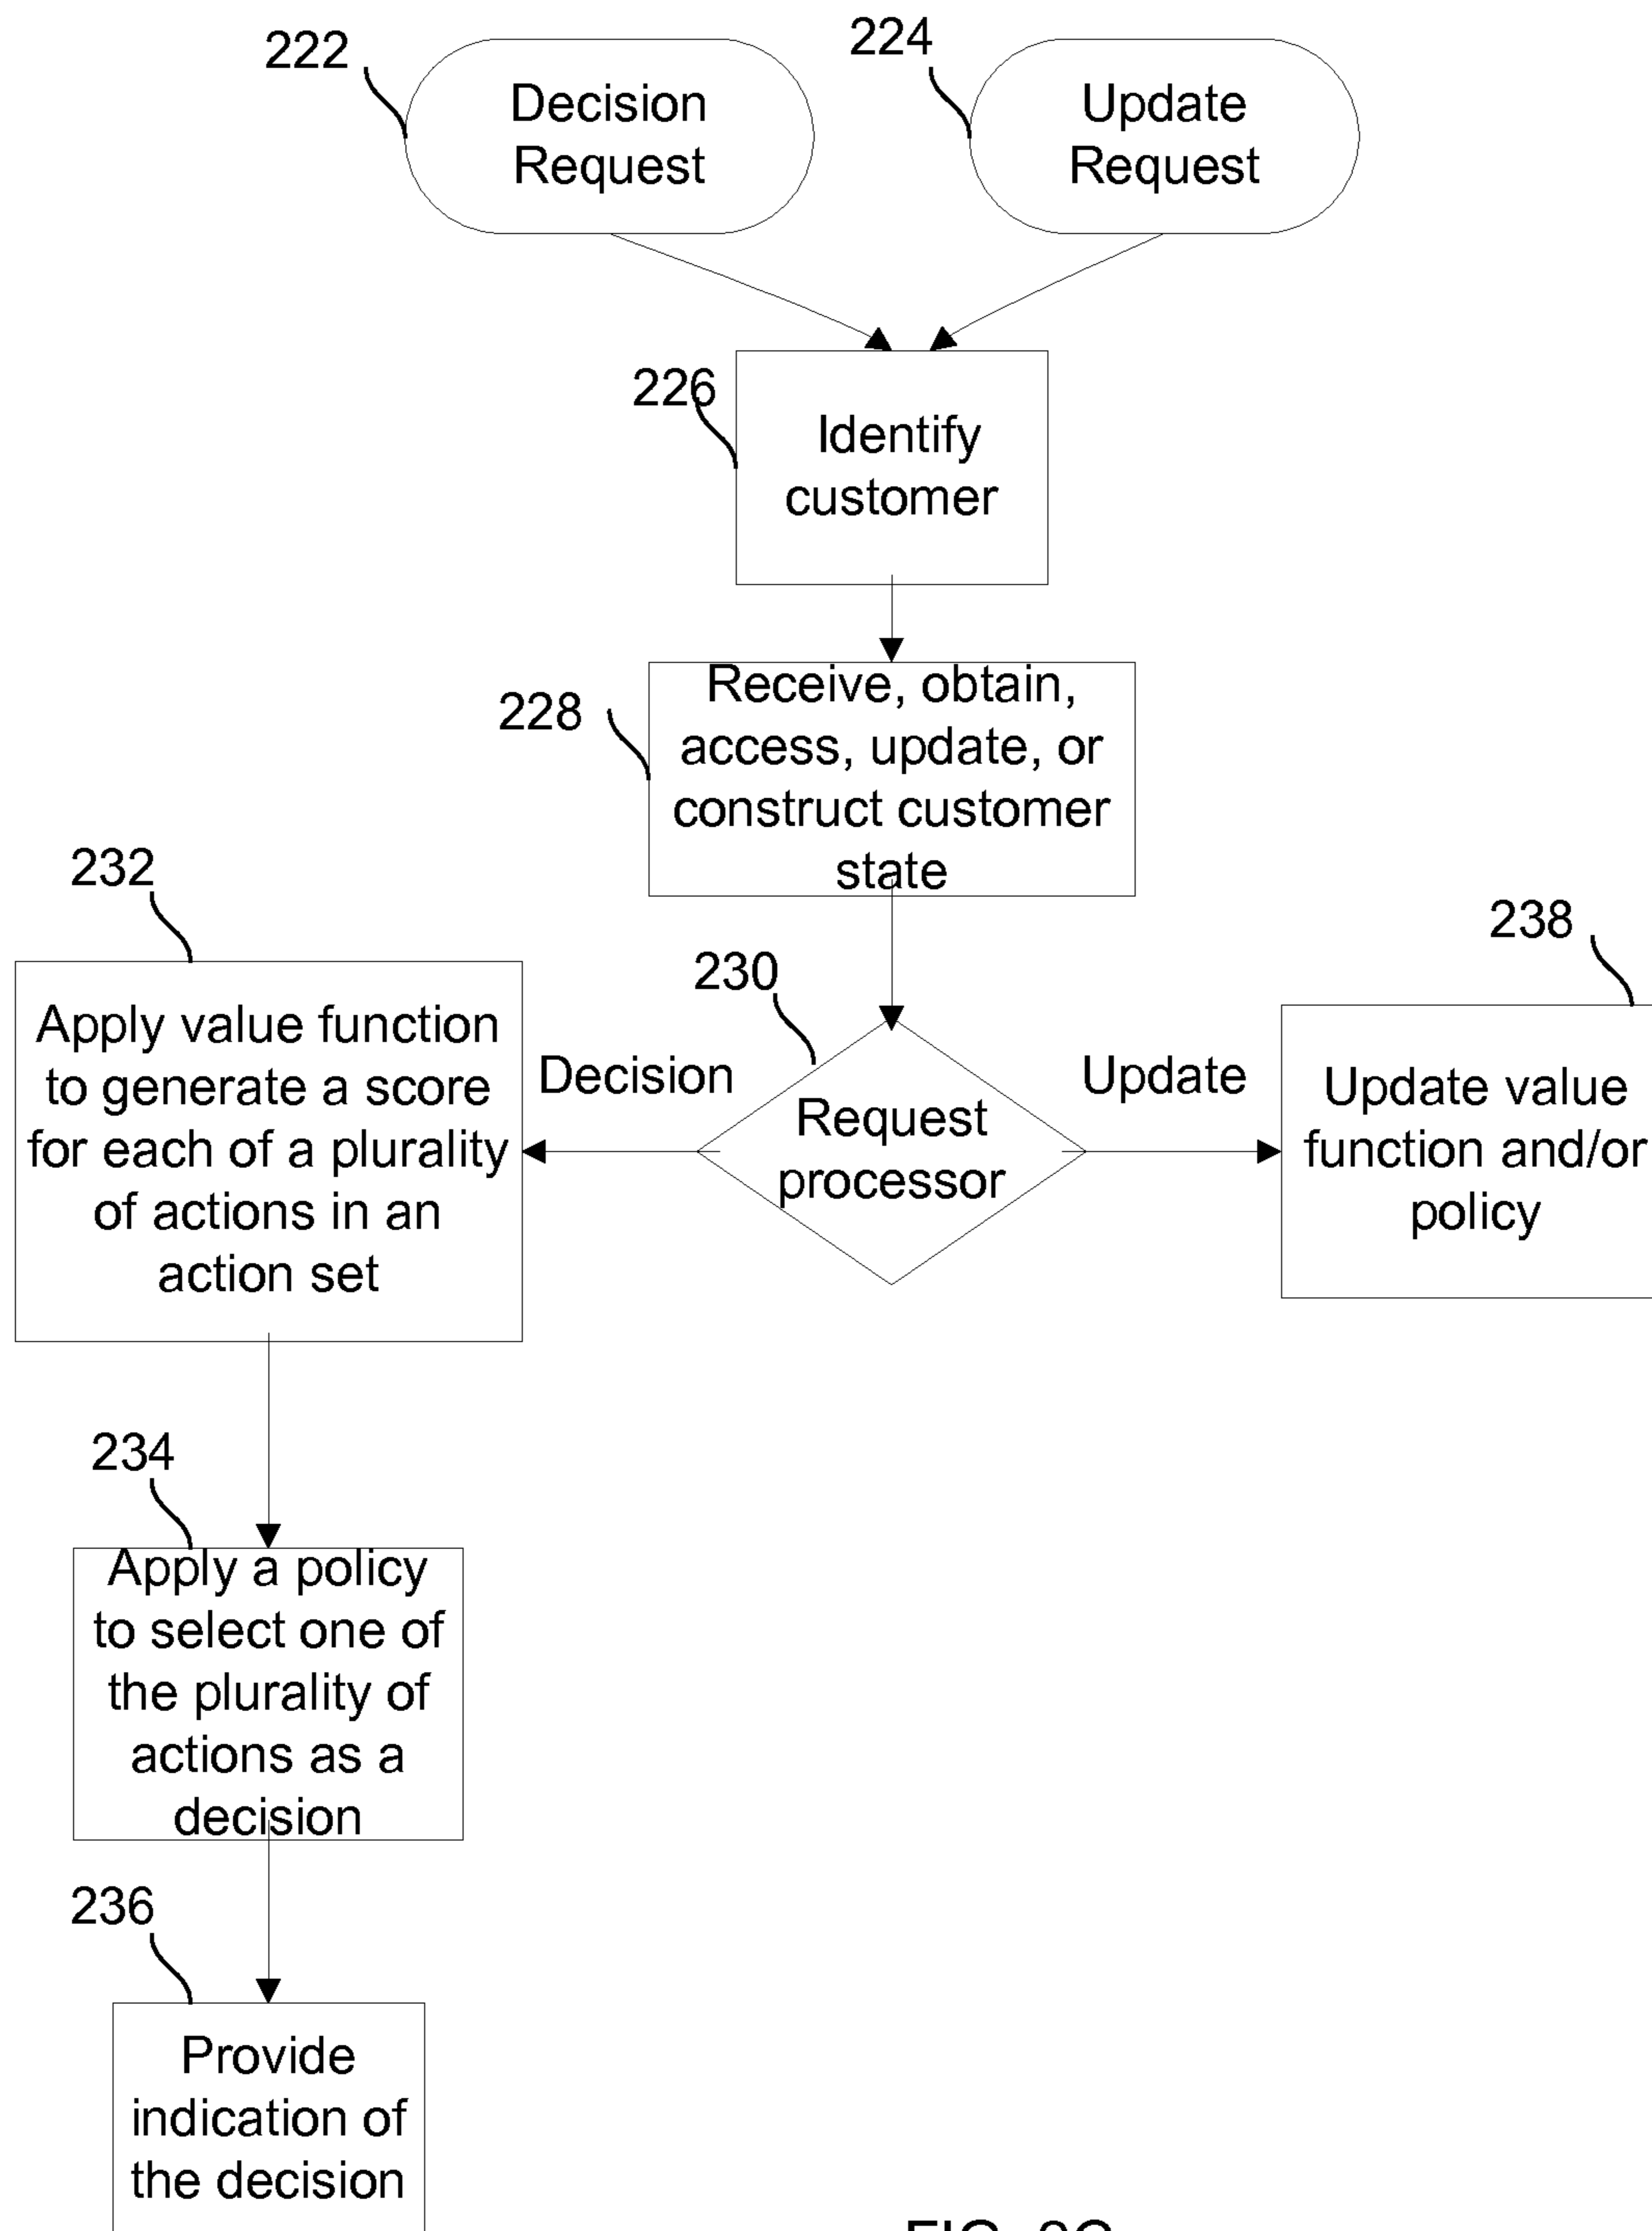 222
Decision
Request
224
Update
Request
226
Identify
customer
228
Receive, obtain,
access, update, or
construct customer
state
230
Request
processor
Decision
Update
232
Apply value function
to generate a score
for each of a plurality
of actions in an
action set
238
Update value
function and/or
policy
234
Apply a policy
to select one of
the plurality of
actions as a
decision
236
Provide
indication of
the decision
FIG.